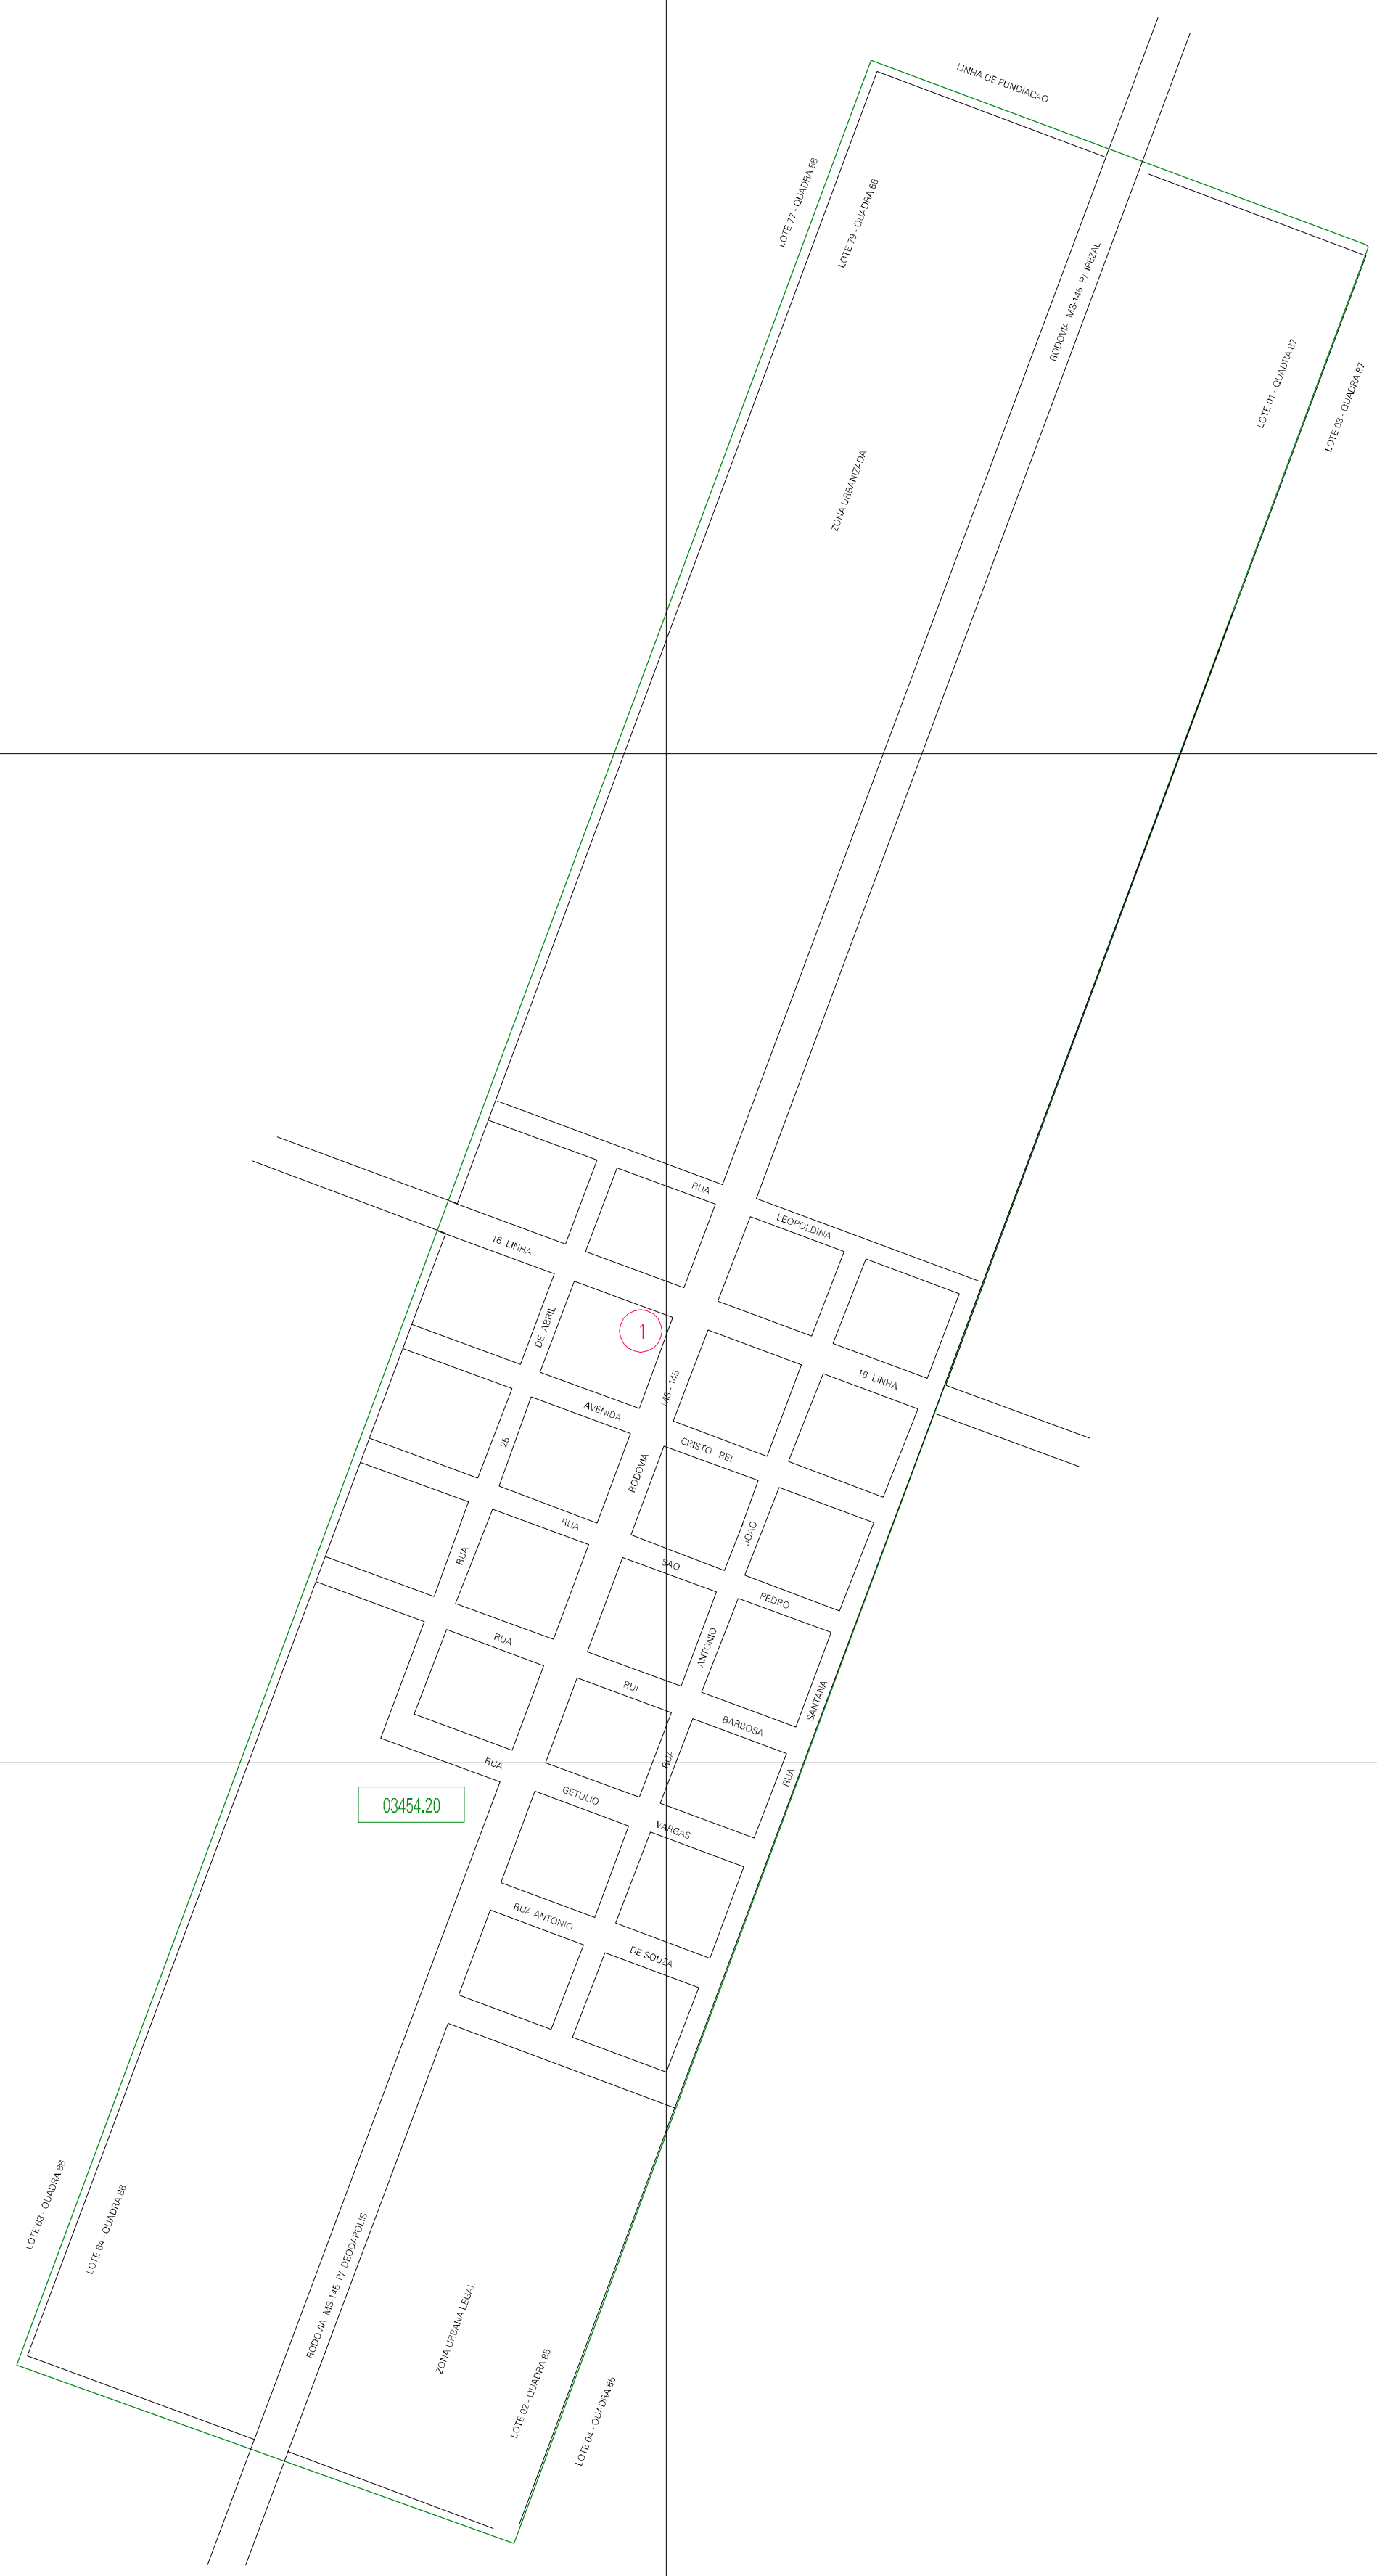 LINHA DE FUNDIACAO
LOTE 77 - QUADRA 88
LOTE 79 - QUADRA 88
RODOVIA MS-145 P/ IPEZAL
LOTE 01 - QUADRA 87
LOTE 03 - QUADRA 87
ZONA URBANIZADA
RUA
LEOPOLDINA
16 LINHA
DE ABRIL
1
MS - 145
16 LINHA
AVENIDA
CRISTO REI
25
RODOVIA
RUA
JOAO
RUA
SAO
PEDRO
RUA
ANTONIO
RUI
SANTANA
BARBOSA
RUA
RUA
RUA
GETULIO
03454.20
VARGAS
RUA ANTONIO
DE SOUZA
LOTE 63 - QUADRA 86
LOTE 64 - QUADRA 86
RODOVIA MS-145 P/ DEODAPOLIS
ZONA URBANA LEGAL
LOTE 02 - QUADRA 85
LOTE 04 - QUADRA 85